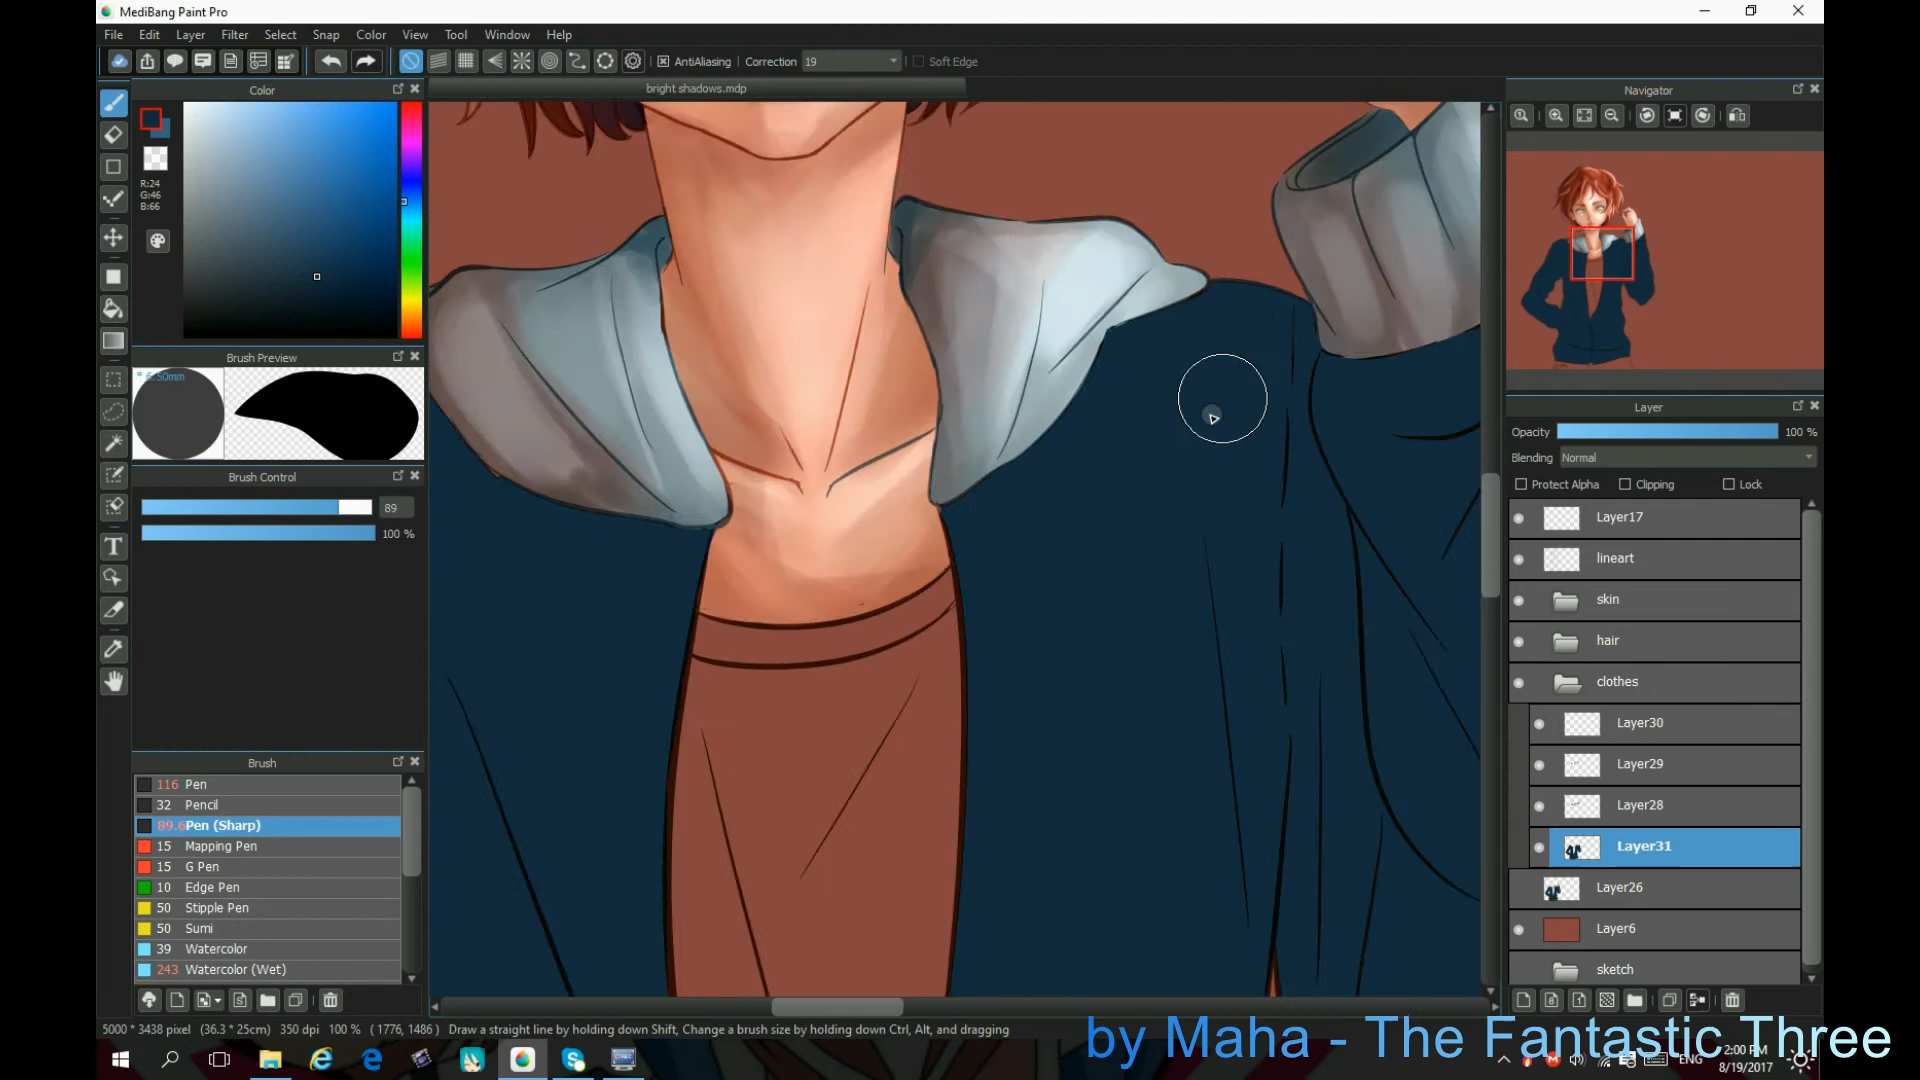 MediBang Paint Pro
File Edit Layer Filter Select Snap Color View Tool Window Help
AntiAliasing Correction 19 Soft Edge
Color
bright shadows.mdp
Navigator
R:24
G:46
B:66
Brush Preview
* 6.50mm
Layer
Opacity 100 %
Blending Normal
Protect Alpha Clipping Lock
Brush Control
89
100 %
Layer17
lineart
skin
hair
clothes
Layer30
Layer29
Layer28
Layer31
Layer26
Layer6
sketch
Brush
116 Pen
32 Pencil
89.6 Pen (Sharp)
15 Mapping Pen
15 G Pen
10 Edge Pen
50 Stipple Pen
50 Sumi
39 Watercolor
243 Watercolor (Wet)
5000 * 3438 pixel (36.3 * 25cm) 350 dpi 100 % ( 1776, 1486 ) Draw a straight line by holding down Shift, Change a brush size by holding down Ctrl, Alt, and dragging
by Maha - The Fantastic Three
ENG
2:00 PM
8/19/2017